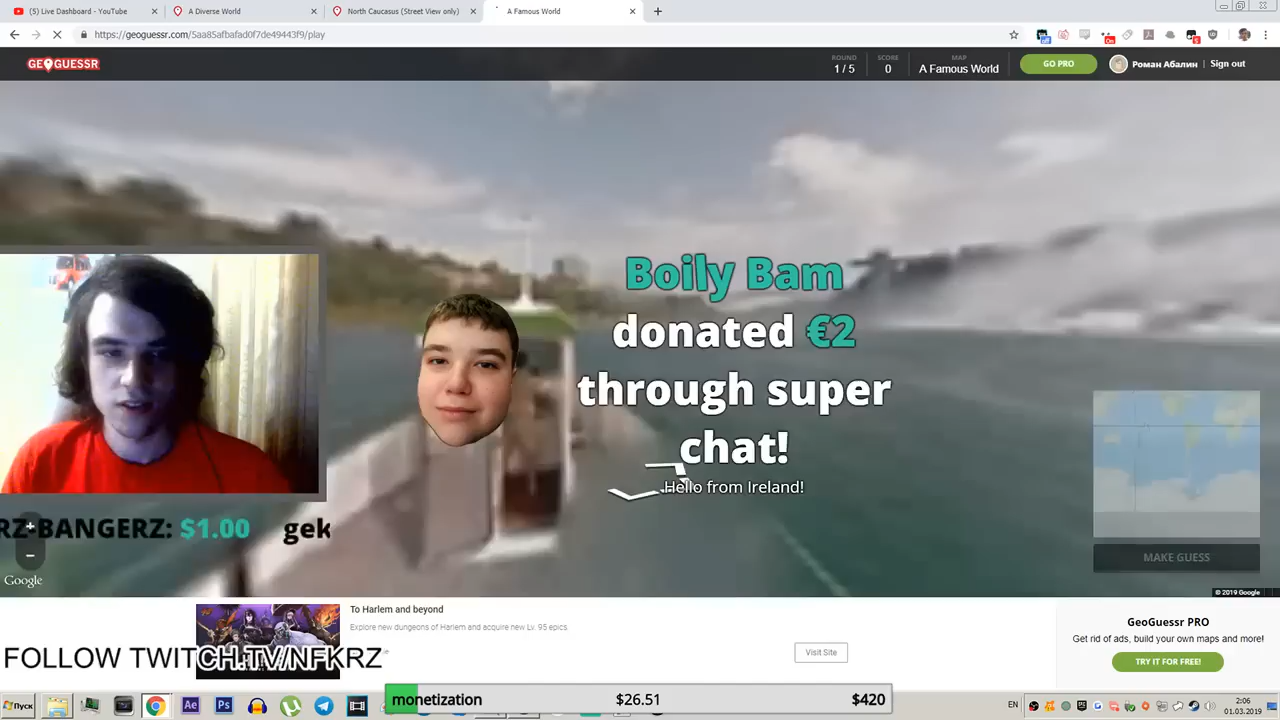 (5) Live Dashboard - YouTube
A Diverse World
North Caucasus (Street View only)
A Famous World
https://geoguessr.com/5aa85afbafad0f7de49443f9/play
GEOGUESSR
ROUND
1 / 5
SCORE
0
MAP
A Famous World
GO PRO
Роман Абалин
Sign out
Boily Bam
donated €2
through super
chat!
Hello from Ireland!
RZ-BANGERZ: $1.00 gek
Google
MAKE GUESS
© 2019 Google
To Harlem and beyond
Explore new dungeons of Harlem and acquire new Lv. 95 epics.
Visit Site
GeoGuessr PRO
Get rid of ads, build your own maps and more!
TRY IT FOR FREE!
FOLLOW TWITCH.TV/NFKRZ
monetization
$26.51
$420
Пуск
Ae
Ps
EN
2:06
01.03.2019